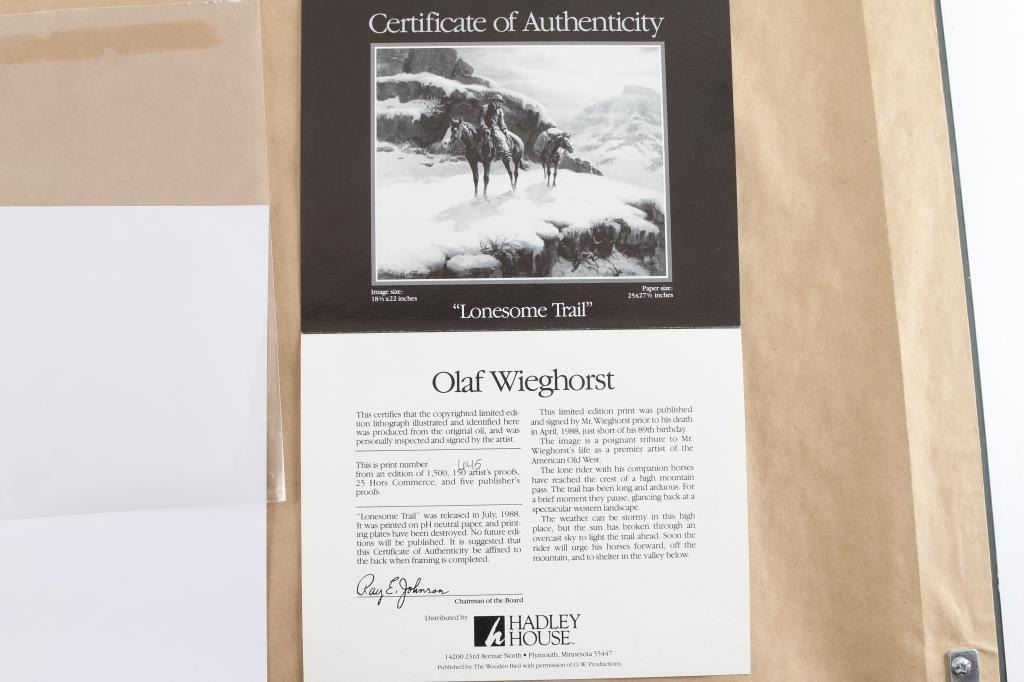 Certificate of Authenticity
Image size:
18½x22 inches
Paper size:
25x27½ inches
"Lonesome Trail"
Olaf Wieghorst
This certifies that the copyrighted limited edi-
tion lithograph illustrated and identified here
was produced from the original oil, and was
personally inspected and signed by the artist.
This is print number 645
from an edition of 1,500, 150 artist's proofs,
25 Hors Commerce, and five publisher's
proofs.
"Lonesome Trail" was released in July, 1988.
It was printed on pH neutral paper, and print-
ing plates have been destroyed. No future edi-
tions will be published. It is suggested that
this Certificate of Authenticity be affixed to
the back when framing is completed.
Ray E. Johnson
Chairman of the Board
This limited edition print was published
and signed by Mr. Wieghorst prior to his death
in April, 1988, just short of his 89th birthday.
The image is a poignant tribute to Mr.
Wieghorst's life as a premier artist of the
American Old West.
The lone rider with his companion horses
have reached the crest of a high mountain
pass. The trail has been long and arduous. For
a brief moment they pause, glancing back at a
spectacular western landscape.
The weather can be stormy in this high
place, but the sun has broken through an
overcast sky to light the trail ahead. Soon the
rider will urge his horses forward, off the
mountain, and to shelter in the valley below.
Distributed by
h HADLEY
HOUSE™
14200 23rd Avenue North • Plymouth, Minnesota 55447
Published by The Wooden Bird with permission of O.W. Productions.